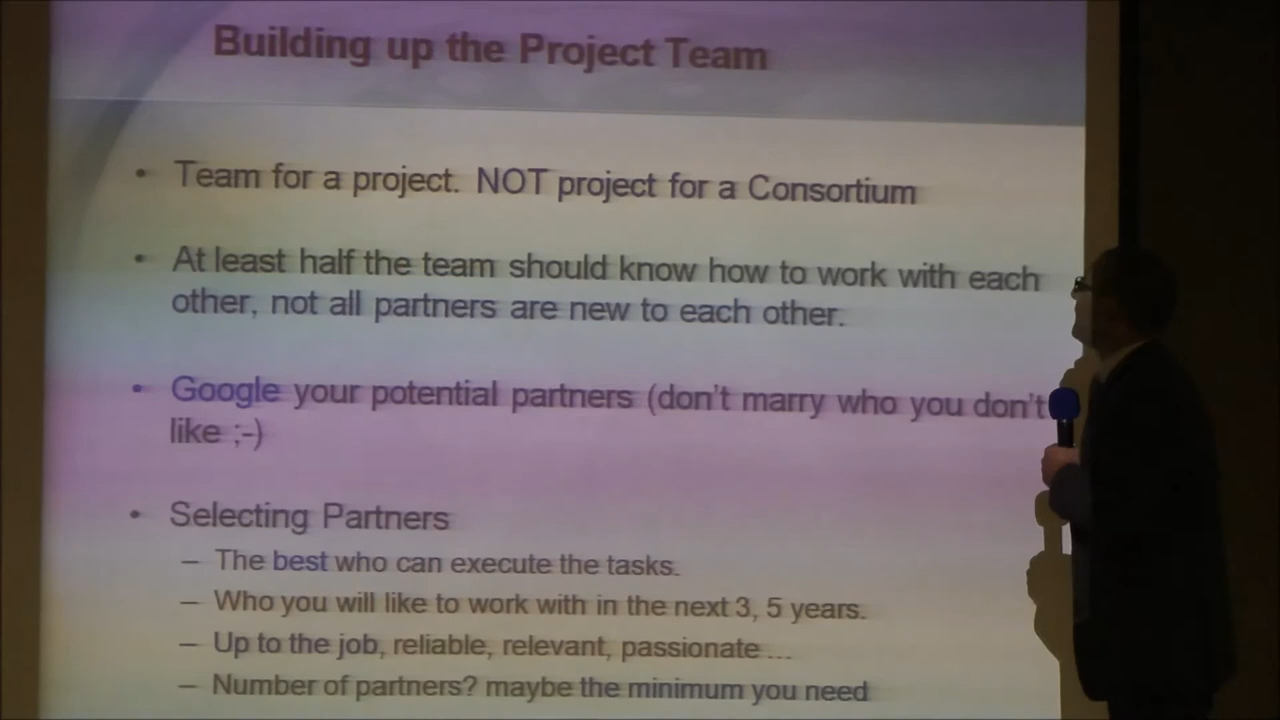 Building up the Project Team
• Team for a project. NOT project for a Consortium
• At least half the team should know how to work with each
other, not all partners are new to each other.
• Google your potential partners (don't marry who you don't
like ;-)
• Selecting Partners
– The best who can execute the tasks.
– Who you will like to work with in the next 3, 5 years.
– Up to the job, reliable, relevant, passionate ...
– Number of partners? maybe the minimum you need